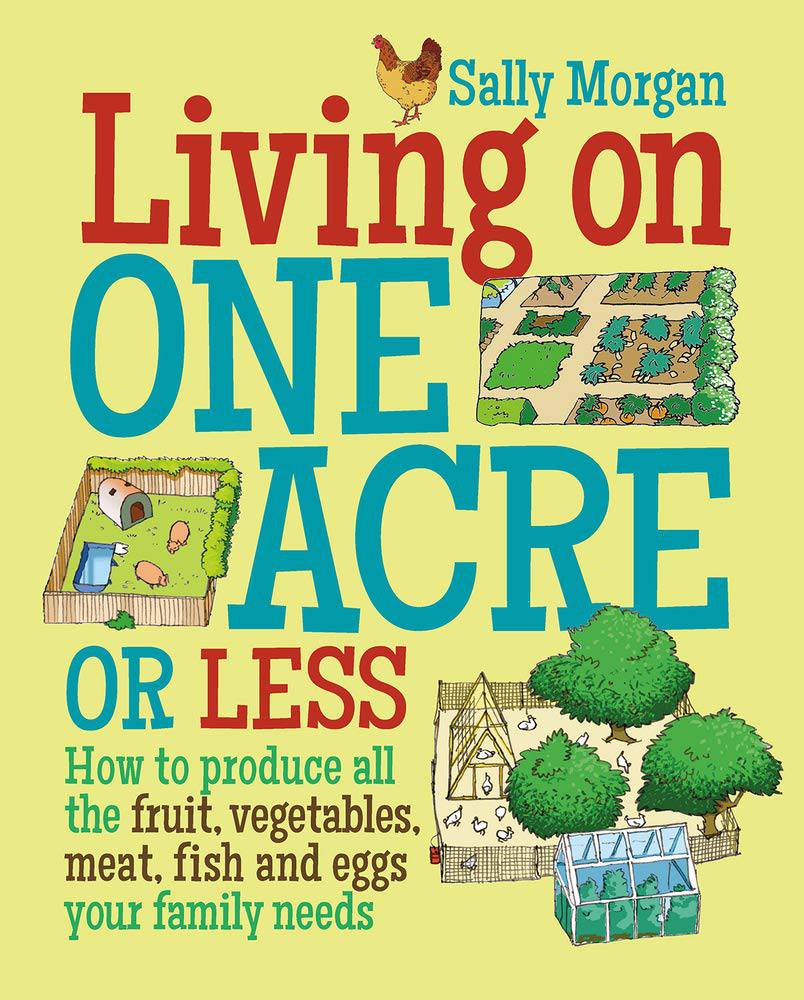 Sally Morgan
Living on
ONE
ACRE
OR LESS
How to produce all
the fruit, vegetables,
meat, fish and eggs
your family needs